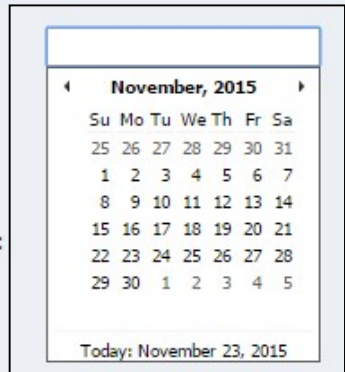 November, 2015
Su Mo Tu We Th Fr Sa
25 26 27 28 29 30 31
1 2 3 4 5 6 7
8 9 10 11 12 13 14
15 16 17 18 19 20 21
22 23 24 25 26 27 28
29 30 1 2 3 4 5
Today: November 23, 2015